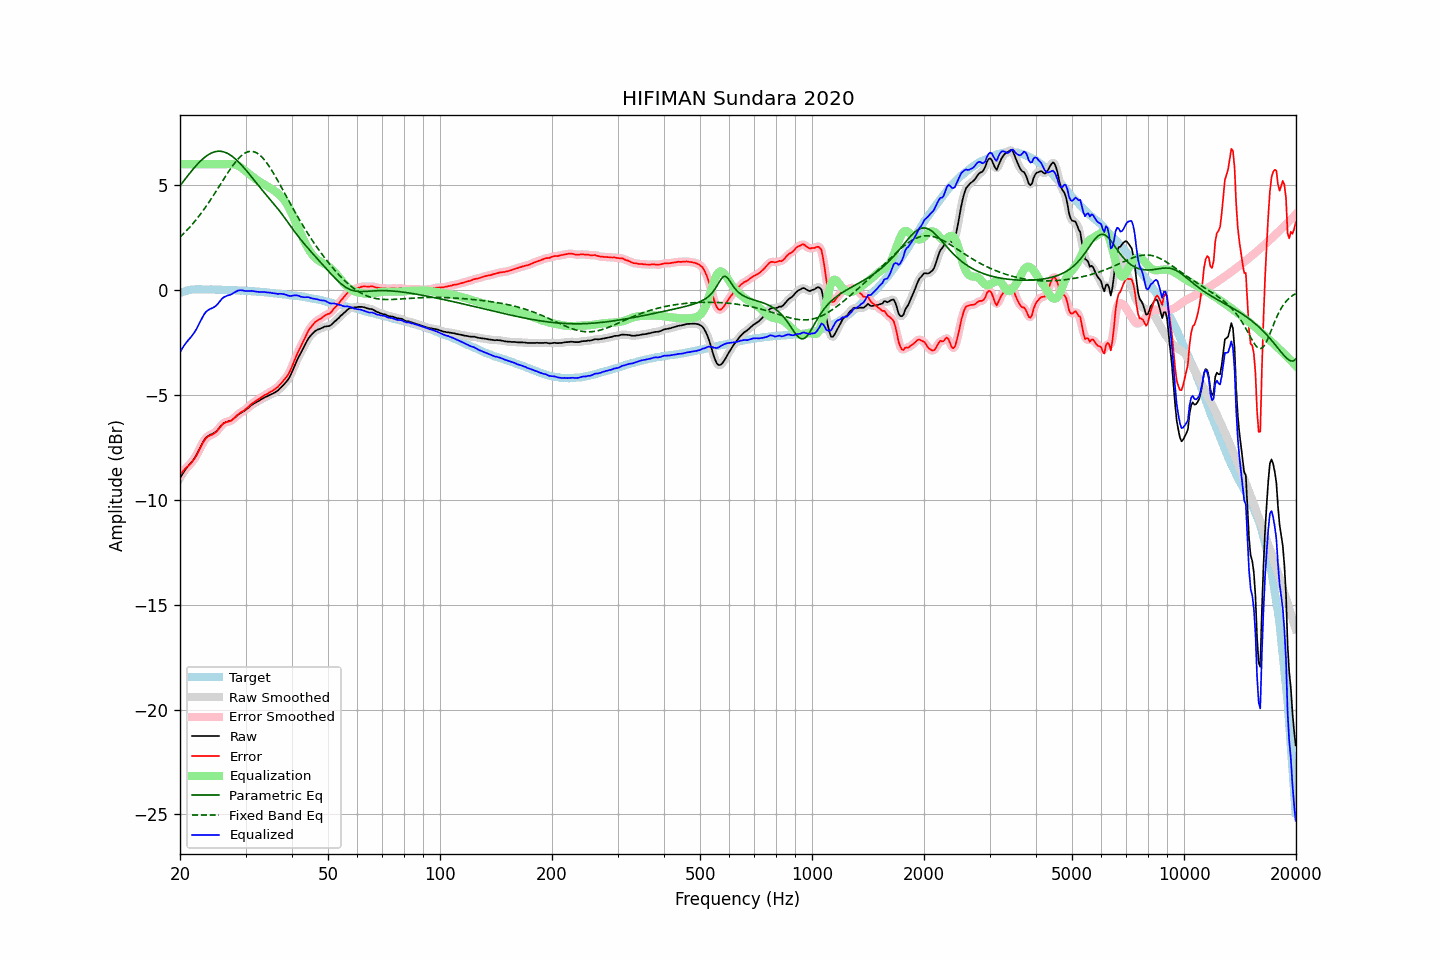 HIFIMAN Sundara 2020
Amplitude (dBr)
5
0
−5
−10
−15
−20
−25
Target
Raw Smoothed
Error Smoothed
Raw
Error
Equalization
Parametric Eq
Fixed Band Eq
Equalized
20 50 100 200 500 1000 2000 5000 10000 20000
Frequency (Hz)